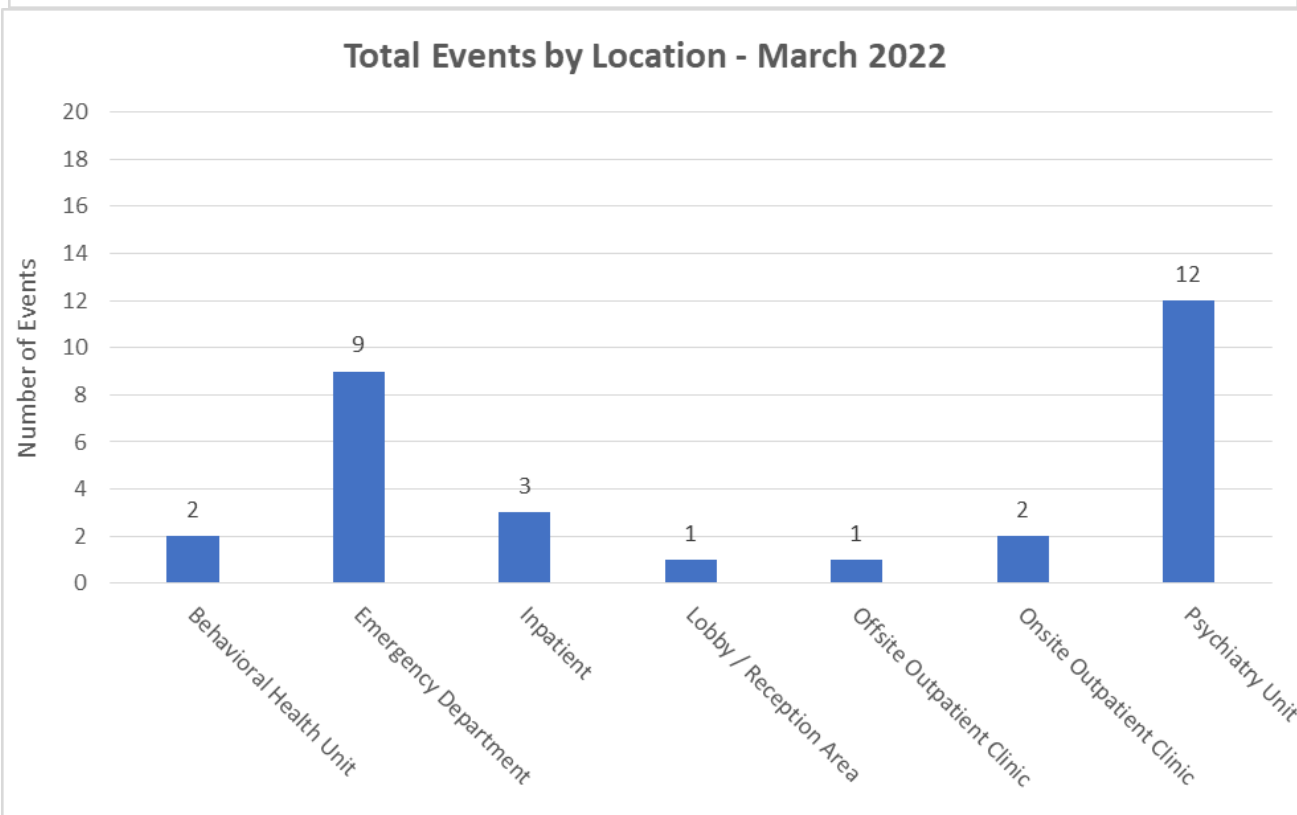 Total Events by Location - March 2022
Number of Events
20
18
16
14
12
10
8
6
4
2
0
2
9
3
1
1
2
12
Behavioral Health Unit
Emergency Department
Inpatient
Lobby / Reception Area
Offsite Outpatient Clinic
Onsite Outpatient Clinic
Psychiatry Unit